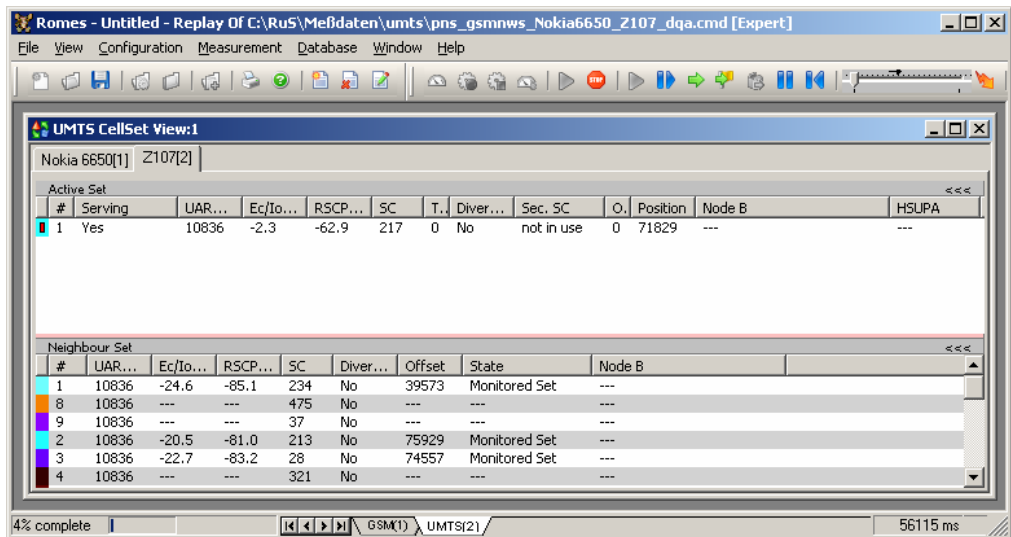 Romes - Untitled - Replay Of C:\RuS\Meßdaten\umts\pns_gsmnws_Nokia6650_Z107_dqa.cmd [Expert]
File View Configuration Measurement Database Window Help
STOP
UMTS CellSet View:1
Nokia 6650[1] Z107[2]
Active Set <<<
# Serving UAR... Ec/Io... RSCP... SC T.. Diver... Sec. SC O. Position Node B HSUPA
1 Yes 10836 -2.3 -62.9 217 0 No not in use 0 71829 --- ---
Neighbour Set <<<
# UAR... Ec/Io... RSCP... SC Diver... Offset State Node B
1 10836 -24.6 -85.1 234 No 39573 Monitored Set ---
8 10836 --- --- 475 No --- --- ---
9 10836 --- --- 37 No --- --- ---
2 10836 -20.5 -81.0 213 No 75929 Monitored Set ---
3 10836 -22.7 -83.2 28 No 74557 Monitored Set ---
4 10836 --- --- 321 No --- --- ---
4% complete GSM(1) UMTS(2) 56115 ms